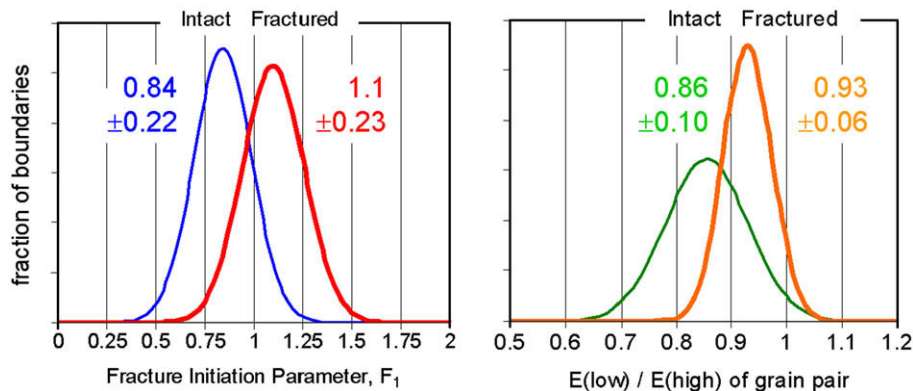 Intact Fractured
0.84
±0.22
1.1
±0.23
fraction of boundaries
0 0.25 0.5 0.75 1 1.25 1.5 1.75 2
Fracture Initiation Parameter, F1
Intact Fractured
0.86
±0.10
0.93
±0.06
0.5 0.6 0.7 0.8 0.9 1 1.1 1.2
E(low) / E(high) of grain pair